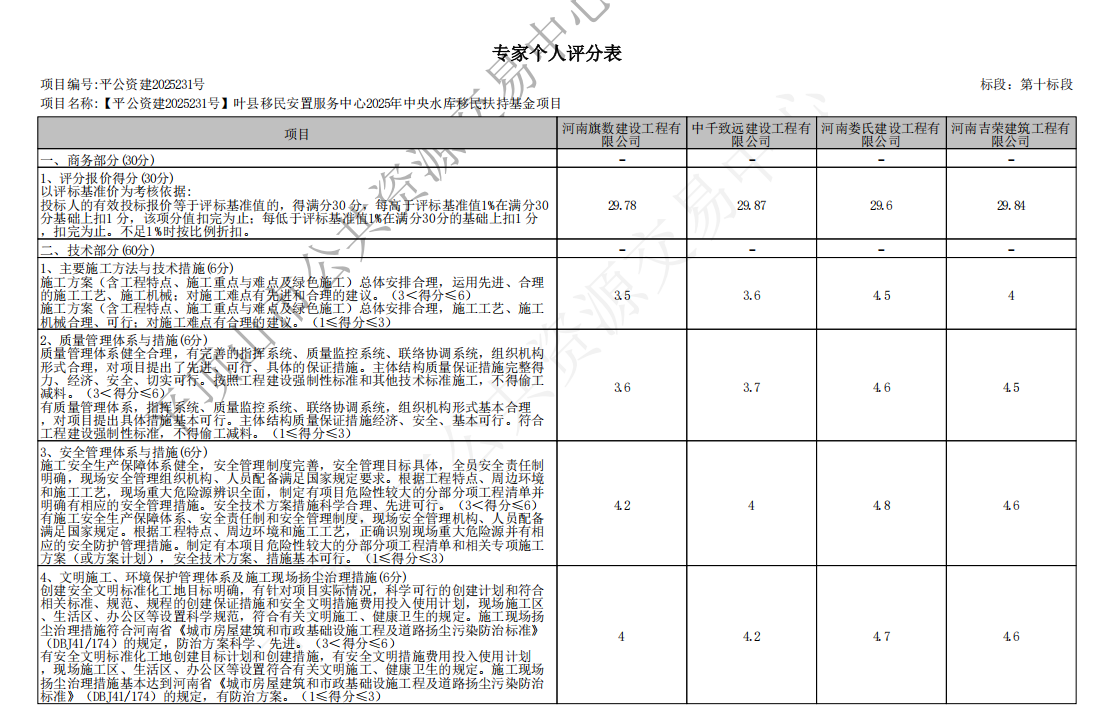 专家个人评分表
项目编号:平公资建2025231号
标段：第十标段
项目名称:【平公资建2025231号】叶县移民安置服务中心2025年中央水库移民扶持基金项目
项目
河南旗数建设工程有
限公司
中千致远建设工程有
限公司
河南娄氏建设工程有
限公司
河南吉荣建筑工程有
限公司
一、商务部分(30分)
-
-
-
-
1、评分报价得分(30分)
以评标基准价为考核依据:
投标人的有效投标报价等于评标基准值的，得满分30分，每高于评标基准值1%在满分30
分基础上扣1 分，该项分值扣完为止；每低于评标基准值1%在满分30分的基础上扣1 分
，扣完为止。不足1％时按比例折扣。
29.78
29.87
29.6
29.84
二、技术部分(60分)
-
-
-
-
1、主要施工方法与技术措施(6分)
施工方案（含工程特点、施工重点与难点及绿色施工）总体安排合理，运用先进、合理
的施工工艺、施工机械；对施工难点有先进和合理的建议。（3＜得分≤6）
施工方案（含工程特点、施工重点与难点及绿色施工）总体安排合理，施工工艺、施工
机械合理、可行；对施工难点有合理的建议。（1≤得分≤3）
3.5
3.6
4.5
4
2、质量管理体系与措施(6分)
质量管理体系健全合理，有完善的指挥系统、质量监控系统、联络协调系统，组织机构
形式合理，对项目提出了先进、可行、具体的保证措施。主体结构质量保证措施完整得
力、经济、安全、切实可行。按照工程建设强制性标准和其他技术标准施工，不得偷工
减料。（3＜得分≤6）
有质量管理体系，指挥系统、质量监控系统、联络协调系统，组织机构形式基本合理
，对项目提出具体措施基本可行。主体结构质量保证措施经济、安全、基本可行。符合
工程建设强制性标准，不得偷工减料。（1≤得分≤3）
3.6
3.7
4.6
4.5
3、安全管理体系与措施(6分)
施工安全生产保障体系健全，安全管理制度完善，安全管理目标具体，全员安全责任制
明确，现场安全管理组织机构、人员配备满足国家规定要求。根据工程特点、周边环境
和施工工艺，现场重大危险源辨识全面，制定有项目危险性较大的分部分项工程清单并
明确有相应的安全管理措施。安全技术方案措施科学合理、先进可行。（3＜得分≤6）
有施工安全生产保障体系、安全责任制和安全管理制度，现场安全管理机构、人员配备
满足国家规定。根据工程特点、周边环境和施工工艺，正确识别现场重大危险源并有相
应的安全防护管理措施。制定有本项目危险性较大的分部分项工程清单和相关专项施工
方案（或方案计划），安全技术方案、措施基本可行。（1≤得分≤3）
4.2
4
4.8
4.6
4、文明施工、环境保护管理体系及施工现场扬尘治理措施(6分)
创建安全文明标准化工地目标明确，有针对项目实际情况，科学可行的创建计划和符合
相关标准、规范、规程的创建保证措施和安全文明措施费用投入使用计划，现场施工区
、生活区、办公区等设置科学规范，符合有关文明施工、健康卫生的规定。施工现场扬
尘治理措施符合河南省《城市房屋建筑和市政基础设施工程及道路扬尘污染防治标准》
（DBJ41/174）的规定，防治方案科学、先进。（3＜得分≤6）
有安全文明标准化工地创建目标计划和创建措施，有安全文明措施费用投入使用计划
，现场施工区、生活区、办公区等设置符合有关文明施工、健康卫生的规定。施工现场
扬尘治理措施基本达到河南省《城市房屋建筑和市政基础设施工程及道路扬尘污染防治
标准》（DBJ41/174）的规定，有防治方案。（1≤得分≤3）
4
4.2
4.7
4.6
平顶山市公共资源交易中心
公共资源交易中心